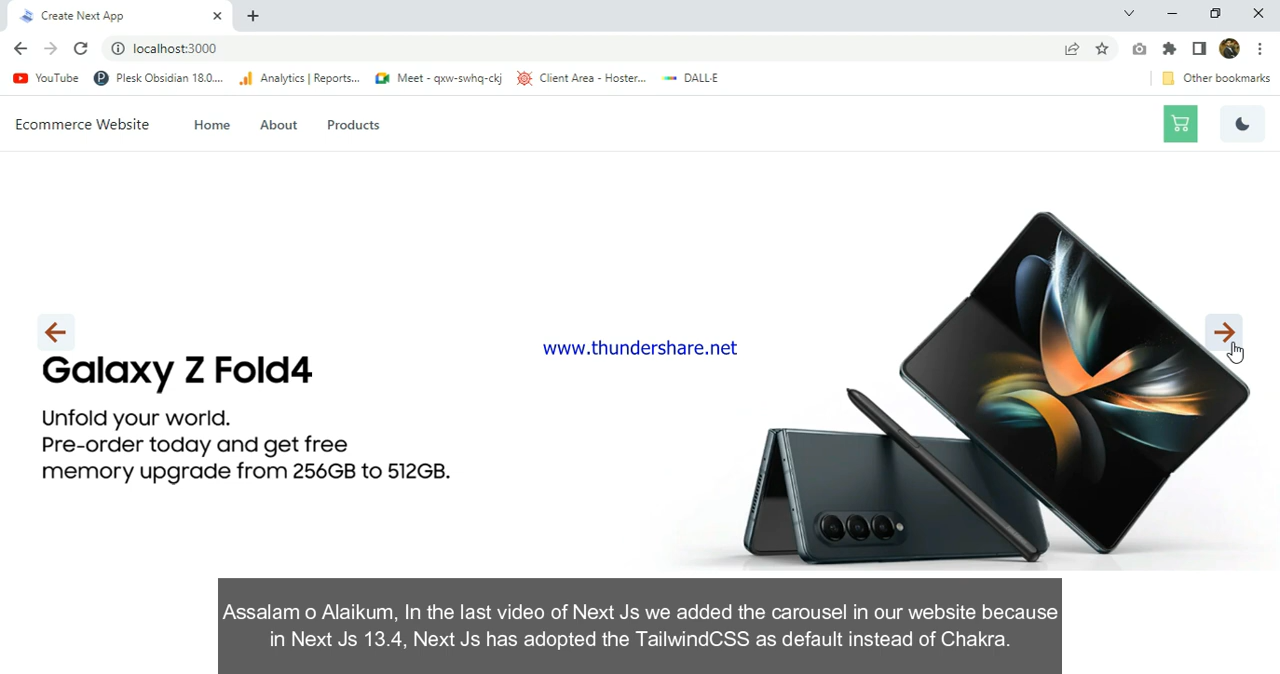 Create Next App
localhost:3000
YouTube
Plesk Obsidian 18.0....
Analytics | Reports...
Meet - qxw-swhq-ckj
Client Area - Hoster...
DALL·E
Other bookmarks
Ecommerce Website
Home
About
Products
www.thundershare.net
Galaxy Z Fold4
Unfold your world.
Pre-order today and get free
memory upgrade from 256GB to 512GB.
Assalam o Alaikum, In the last video of Next Js we added the carousel in our website because
in Next Js 13.4, Next Js has adopted the TailwindCSS as default instead of Chakra.